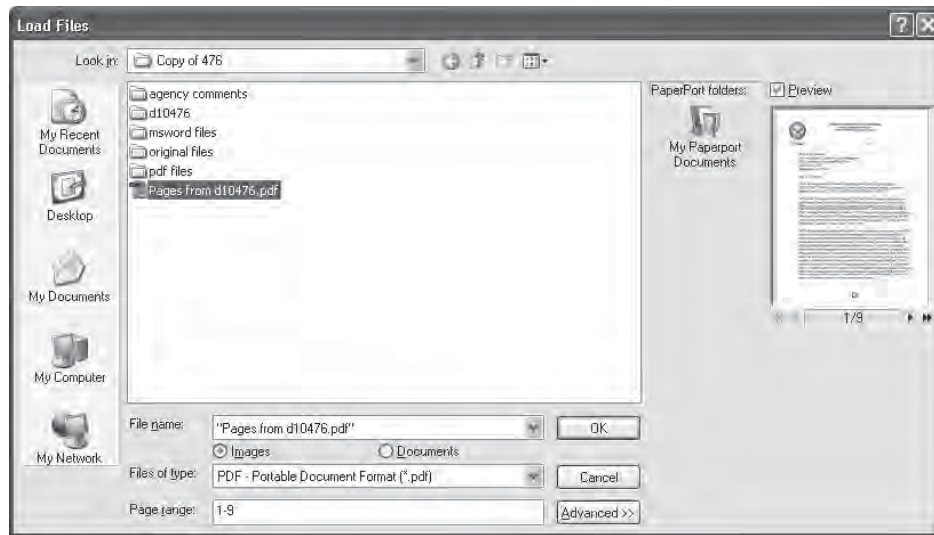 Load Files
Look in: Copy of 476
agency comments
d10476
msword files
original files
pdf files
Pages from d10476.pdf
My Recent
Documents
Desktop
My Documents
My Computer
My Network
PaperPort folders:
My Paperport
Documents
Preview
1/9
File name: "Pages from d10476.pdf" OK
Images Documents
Files of type: PDF - Portable Document Format (*.pdf) Cancel
Page range: 1-9 Advanced >>